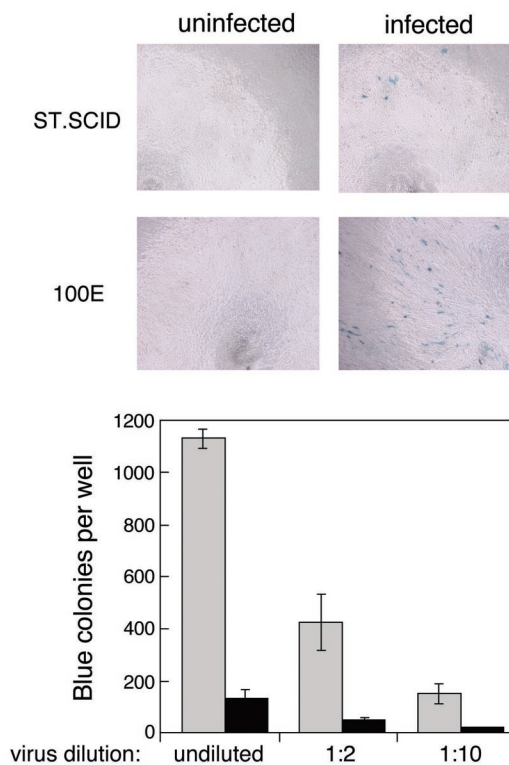 uninfected infected
ST.SCID
100E
1200
1000
800
600
400
200
0
Blue colonies per well
virus dilution: undiluted 1:2 1:10